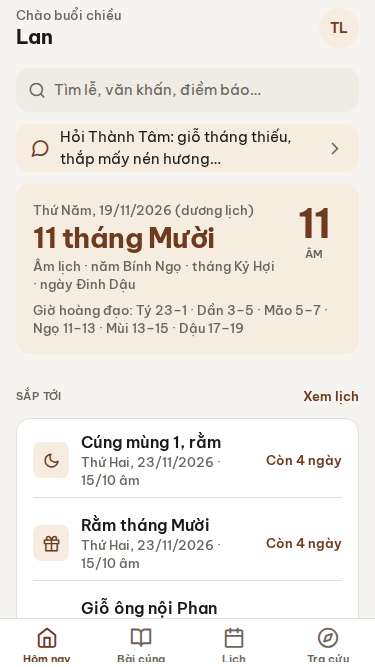 Chào buổi chiều
Lan
TL
Tìm lễ, văn khấn, điềm báo...
Hỏi Thành Tâm: giỗ tháng thiếu,
thắp mấy nén hương...
Thứ Năm, 19/11/2026 (dương lịch)
11 tháng Mười
11
ÂM
Âm lịch · năm Bính Ngọ · tháng Kỷ Hợi
· ngày Đinh Dậu
Giờ hoàng đạo: Tý 23–1 · Dần 3–5 · Mão 5–7 ·
Ngọ 11–13 · Mùi 13–15 · Dậu 17–19
SẮP TỚI
Xem lịch
Cúng mùng 1, rằm
Thứ Hai, 23/11/2026 ·
15/10 âm
Còn 4 ngày
Rằm tháng Mười
Thứ Hai, 23/11/2026 ·
15/10 âm
Còn 4 ngày
Giỗ ông nội Phan
Hôm nay
Bài cúng
Lịch
Tra cứu